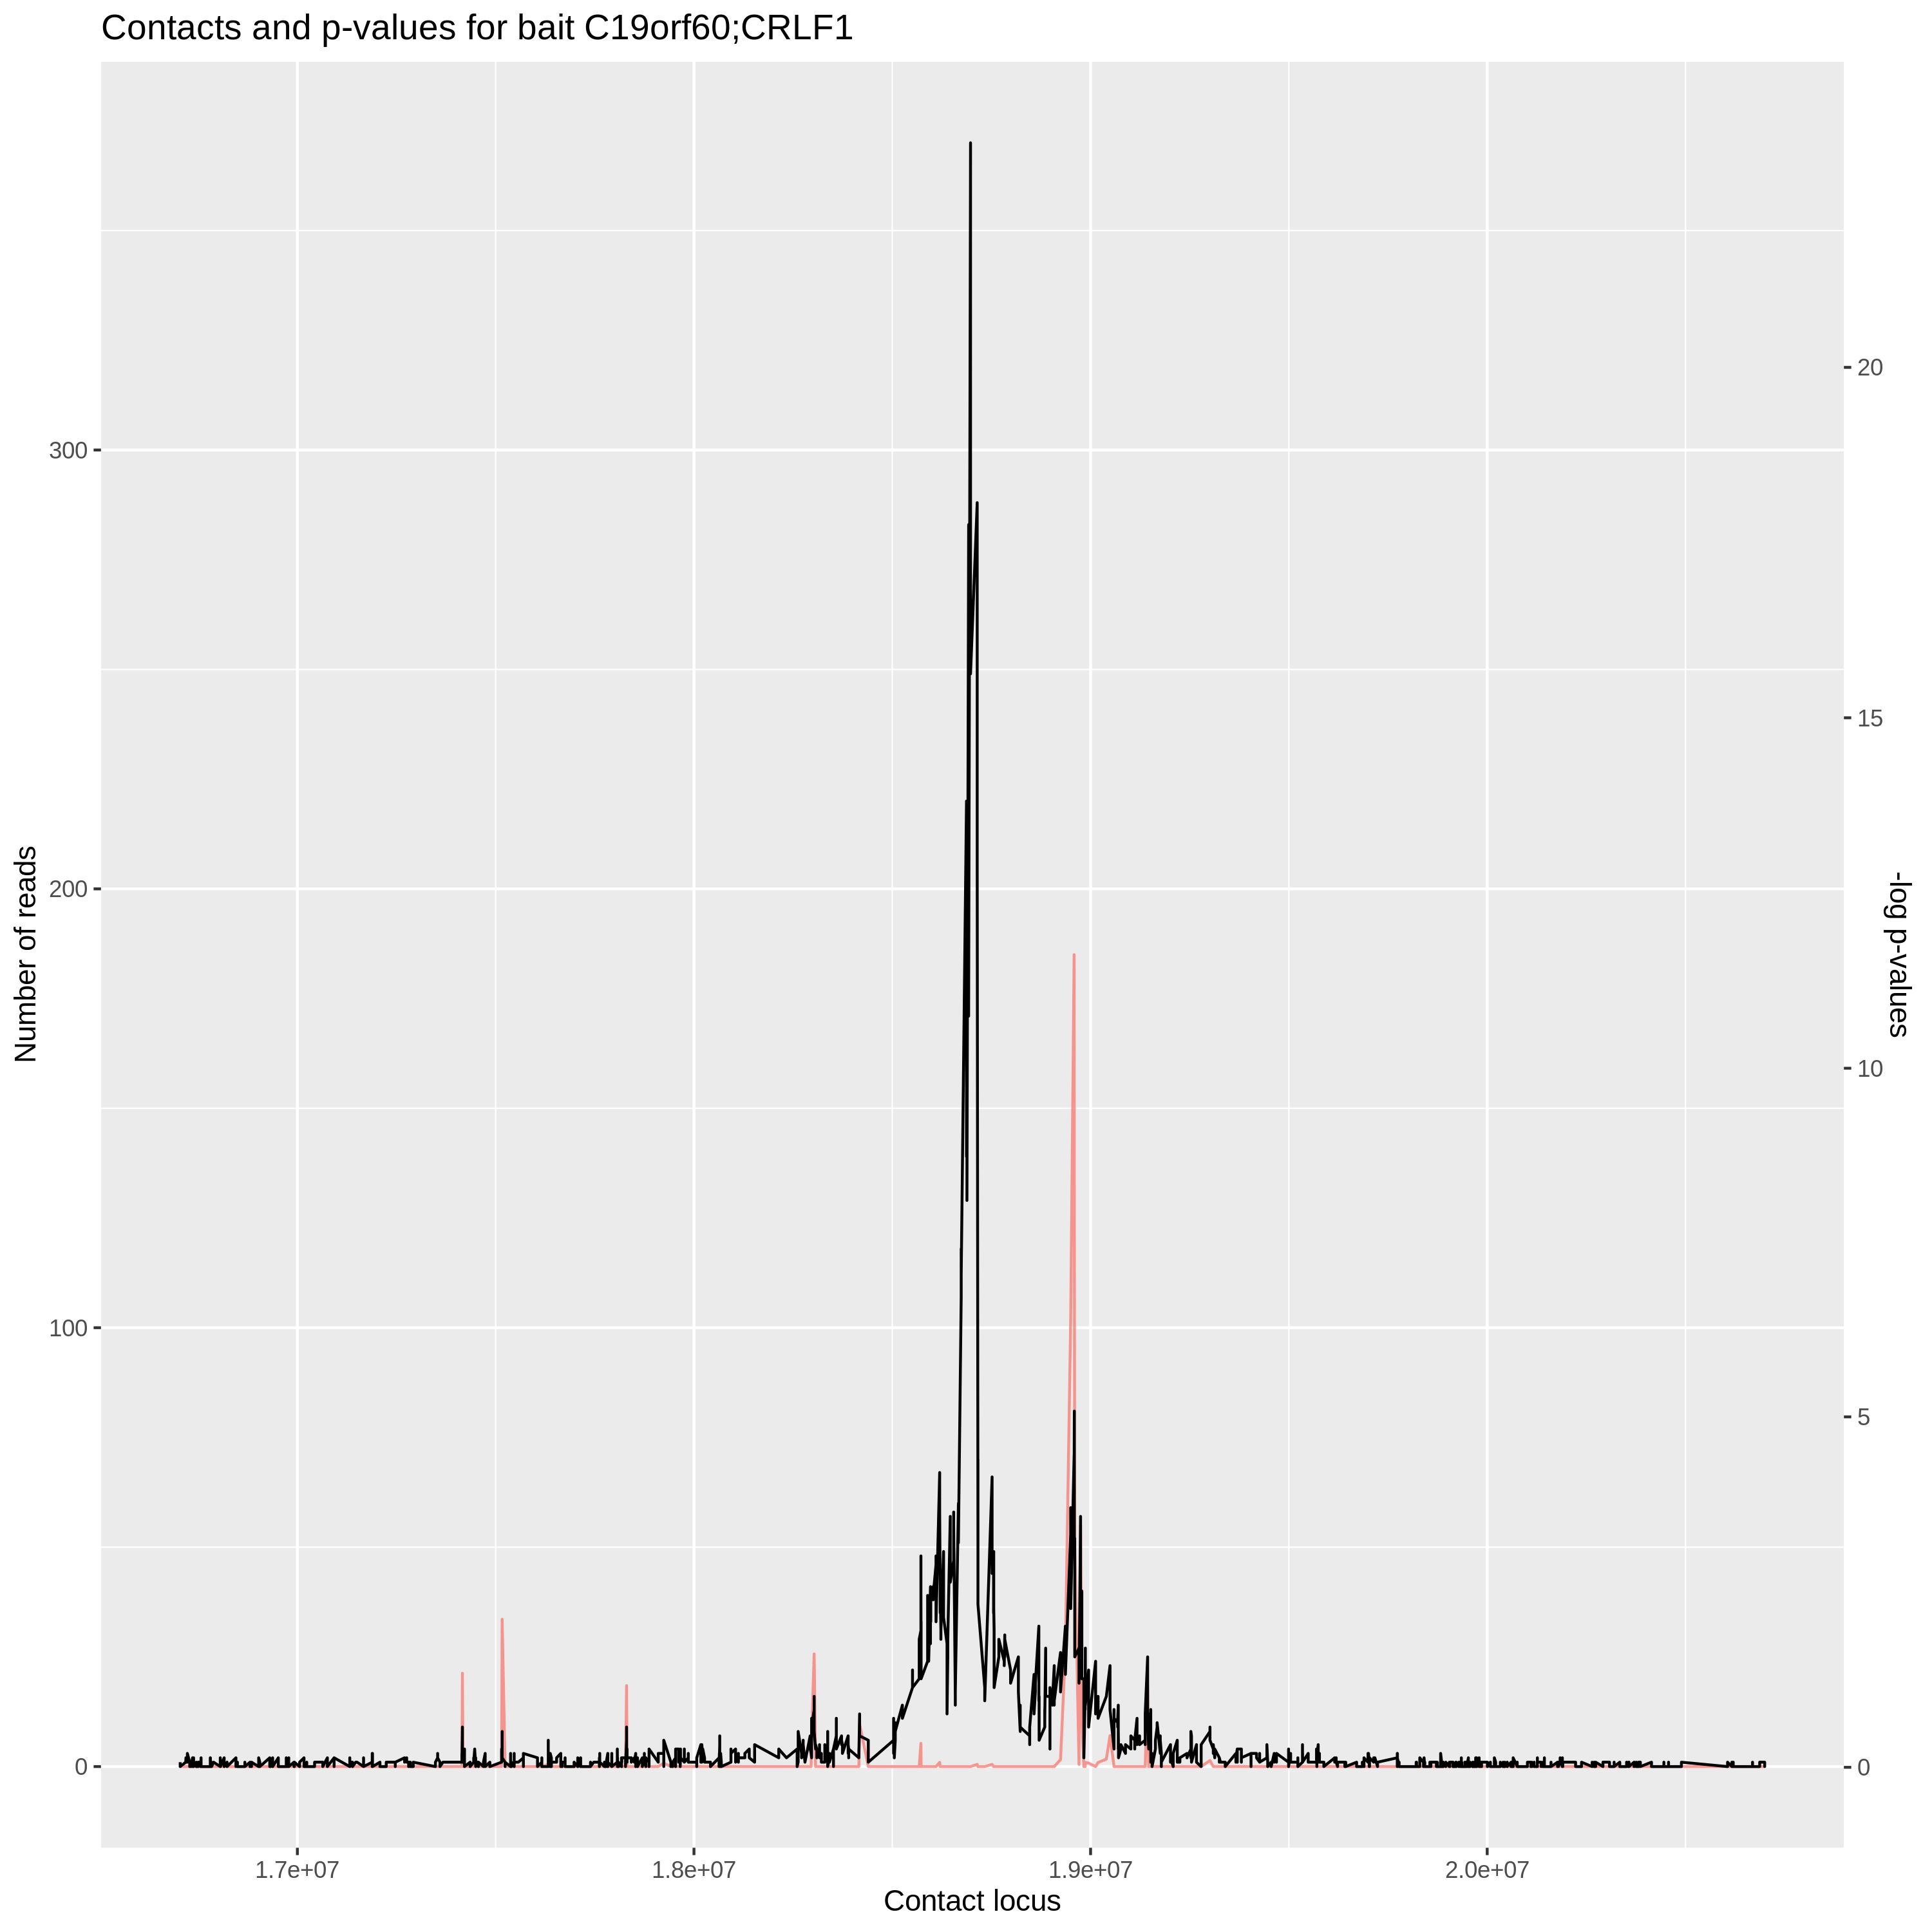 Contacts and p-values for bait C19orf60;CRLF1
Number of reads
300
200
100
0
20
15
10
5
0
-log p-values
1.7e+07 1.8e+07 1.9e+07 2.0e+07
Contact locus